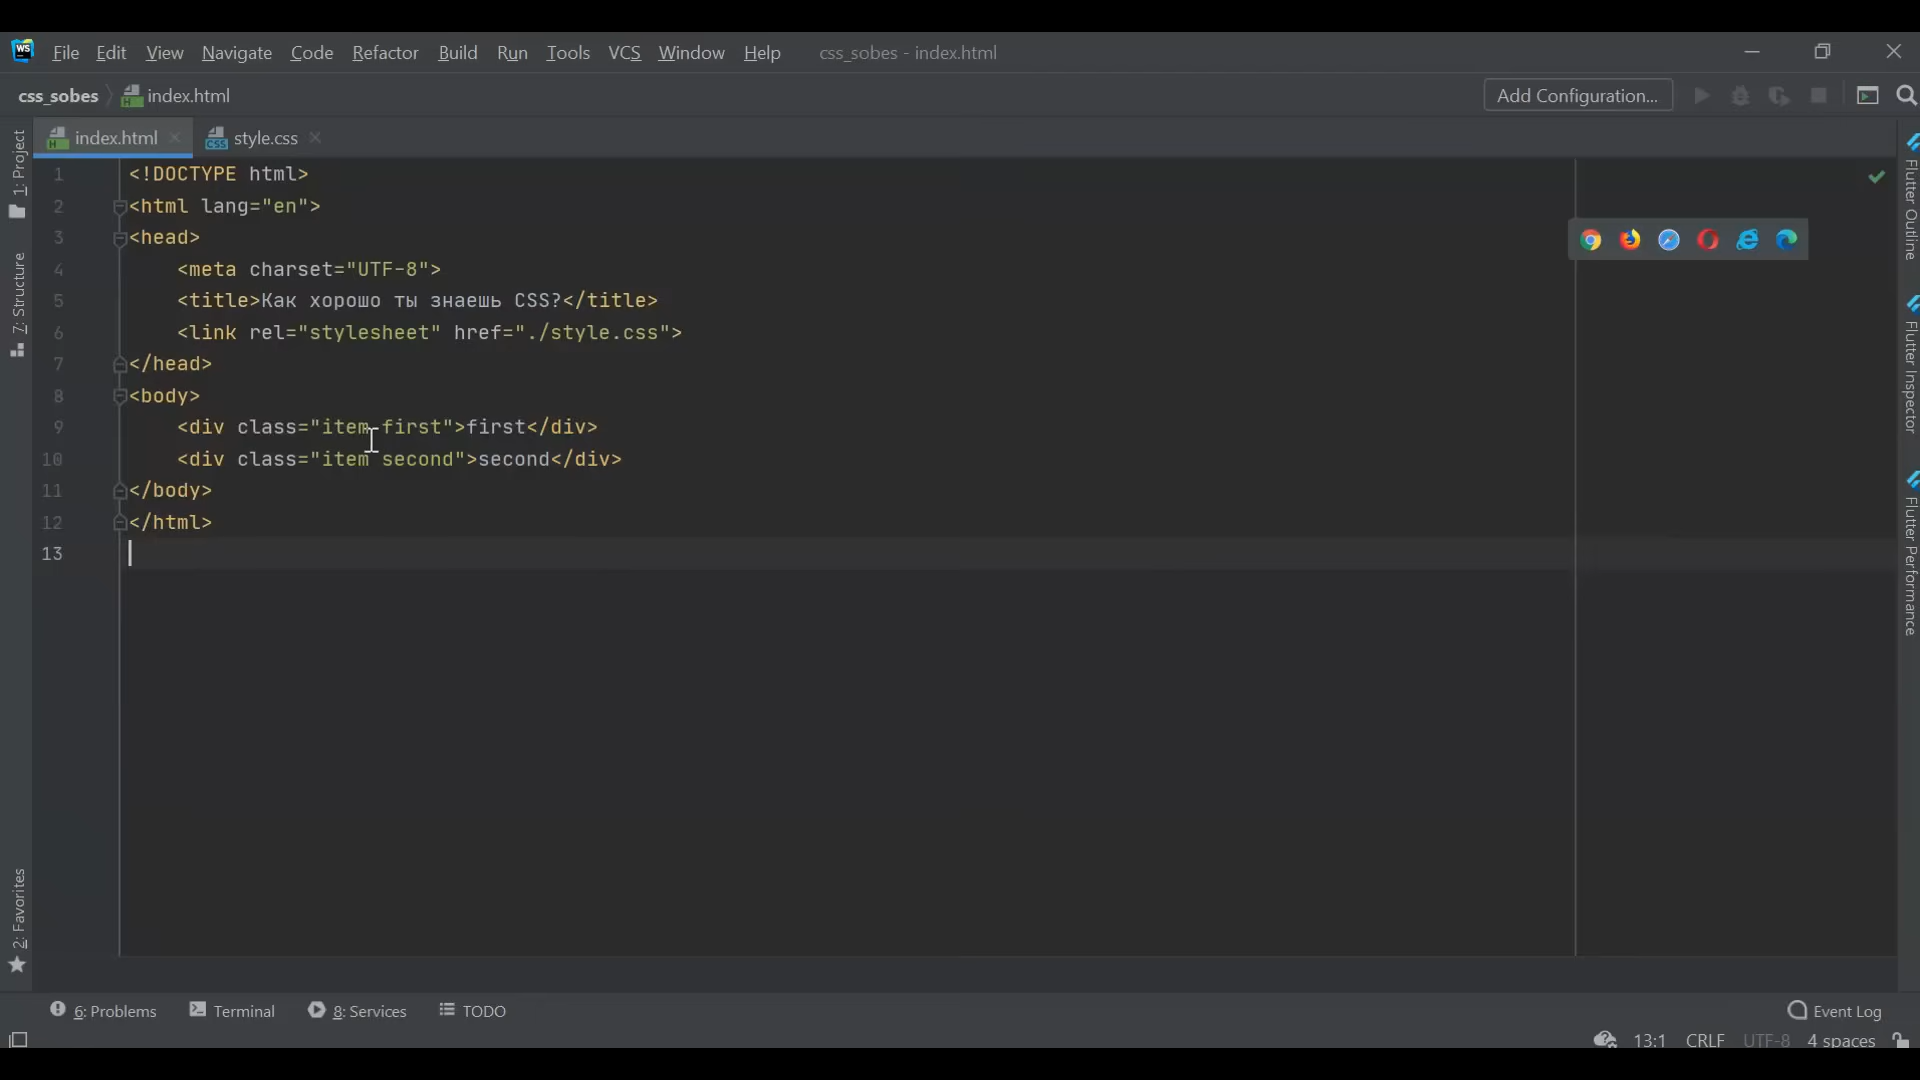 WS File Edit View Navigate Code Refactor Build Run Tools VCS Window Help css_sobes - index.html
css_sobes index.html Add Configuration...
index.html style.css
1 <!DOCTYPE html>
2 <html lang="en">
3 <head>
4 <meta charset="UTF-8">
5 <title>Как хорошо ты знаешь CSS?</title>
6 <link rel="stylesheet" href="./style.css">
7 </head>
8 <body>
9 <div class="item first">first</div>
10 <div class="item second">second</div>
11 </body>
12 </html>
13
1: Project
7: Structure
2: Favorites
Flutter Outline
Flutter Inspector
Flutter Performance
6: Problems Terminal 8: Services TODO Event Log
13:1 CRLF UTF-8 4 spaces